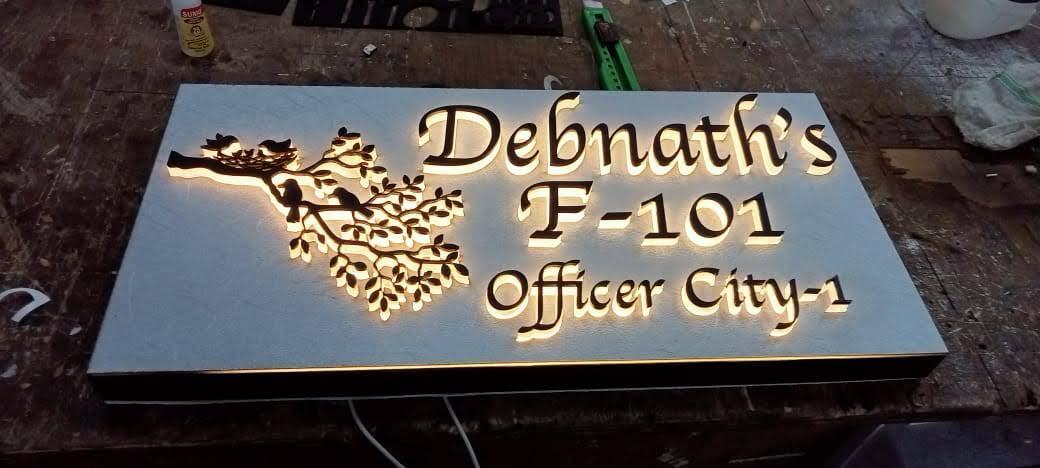 Debnath's
F-101
Officer City-1